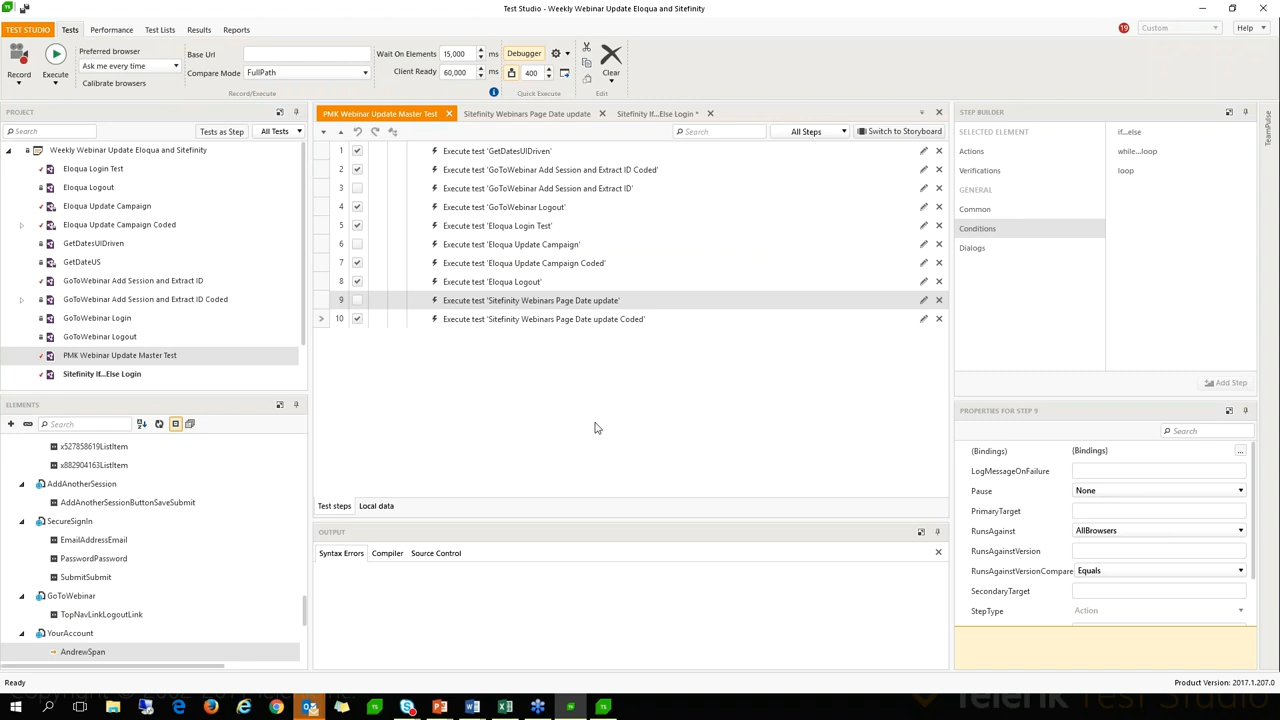 Test Studio - Weekly Webinar Update Eloqua and Sitefinity
TEST STUDIO Tests Performance Test Lists Results Reports
19 Custom Help
Record
Execute
Preferred browser
Ask me every time
Calibrate browsers
Base Url
Compare Mode FullPath
Record/Execute
Wait On Elements 15,000 ms
Client Ready 60,000 ms
Debugger
400
Quick Execute
Clear
Edit
PROJECT
Search Tests as Step All Tests
Weekly Webinar Update Eloqua and Sitefinity
Eloqua Login Test
Eloqua Logout
Eloqua Update Campaign
Eloqua Update Campaign Coded
GetDatesUIDriven
GetDateUS
GoToWebinar Add Session and Extract ID
GoToWebinar Add Session and Extract ID Coded
GoToWebinar Login
GoToWebinar Logout
PMK Webinar Update Master Test
Sitefinity If...Else Login
ELEMENTS
Search
x527858619ListItem
x882904163ListItem
AddAnotherSession
AddAnotherSessionButtonSaveSubmit
SecureSignIn
EmailAddressEmail
PasswordPassword
SubmitSubmit
GoToWebinar
TopNavLinkLogoutLink
YourAccount
AndrewSpan
PMK Webinar Update Master Test Sitefinity Webinars Page Date update Sitefinity If...Else Login *
Search All Steps Switch to Storyboard
1 Execute test 'GetDatesUIDriven'
2 Execute test 'GoToWebinar Add Session and Extract ID Coded'
3 Execute test 'GoToWebinar Add Session and Extract ID'
4 Execute test 'GoToWebinar Logout'
5 Execute test 'Eloqua Login Test'
6 Execute test 'Eloqua Update Campaign'
7 Execute test 'Eloqua Update Campaign Coded'
8 Execute test 'Eloqua Logout'
9 Execute test 'Sitefinity Webinars Page Date update'
10 Execute test 'Sitefinity Webinars Page Date update Coded'
Test steps Local data
OUTPUT
Syntax Errors Compiler Source Control
STEP BUILDER
SELECTED ELEMENT
Actions
Verifications
GENERAL
Common
Conditions
Dialogs
if...else
while...loop
loop
Add Step
PROPERTIES FOR STEP 9
Search
(Bindings) (Bindings) ...
LogMessageOnFailure
Pause None
PrimaryTarget
RunsAgainst AllBrowsers
RunsAgainstVersion
RunsAgainstVersionCompare Equals
SecondaryTarget
StepType Action
TeamPulse
Ready
Product Version: 2017.1.207.0
Telerik Test Studio